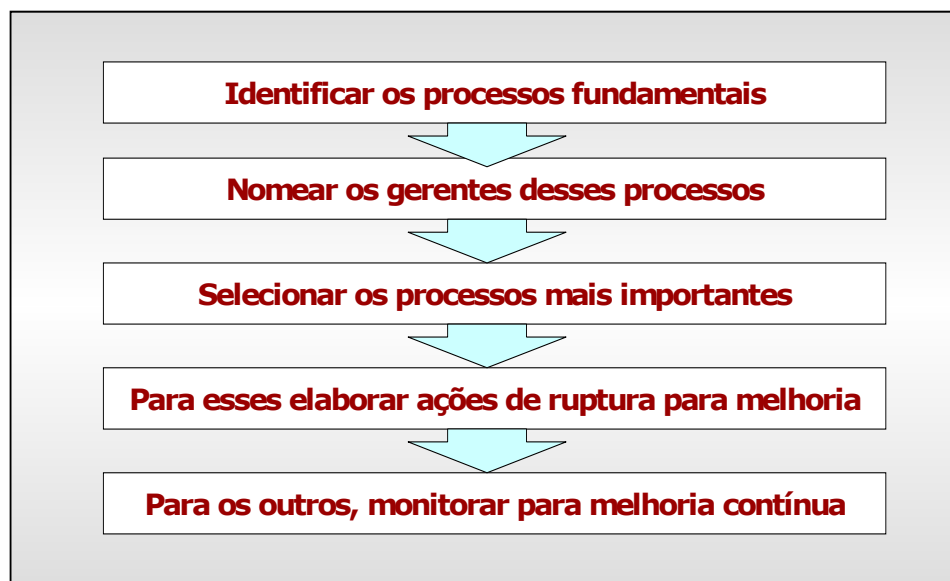 Identificar os processos fundamentais
Nomear os gerentes desses processos
Selecionar os processos mais importantes
Para esses elaborar ações de ruptura para melhoria
Para os outros, monitorar para melhoria contínua